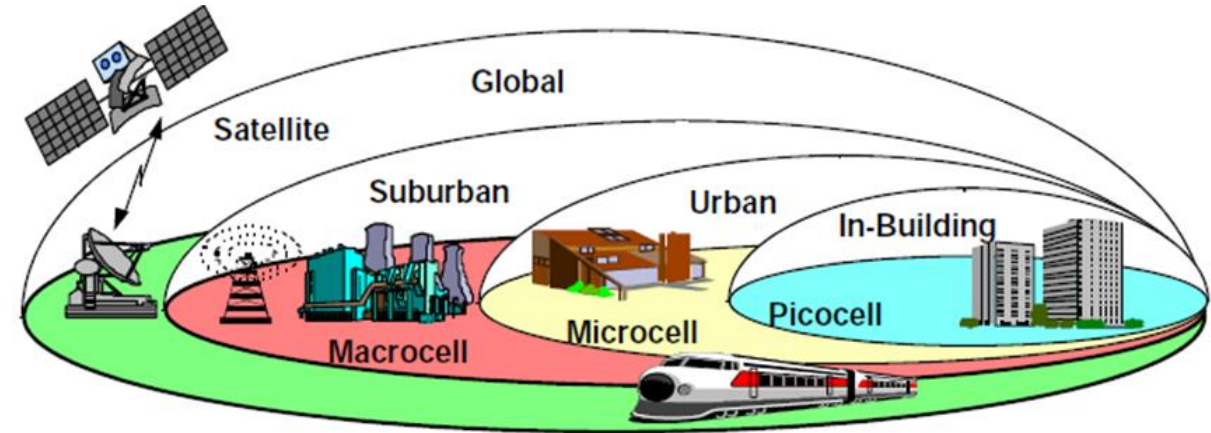 Global
Satellite
Suburban
Urban
In-Building
Picocell
Microcell
Macrocell